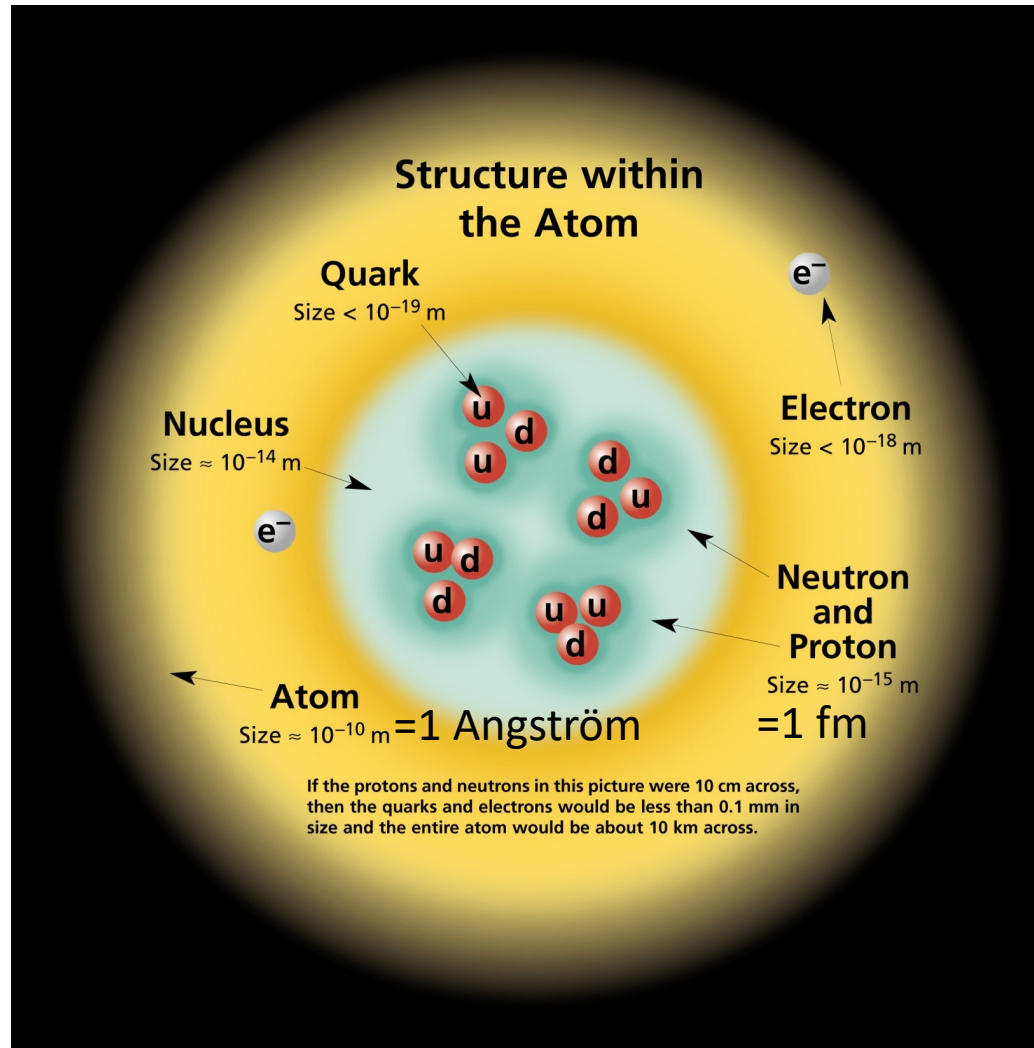 Structure within
the Atom
Quark
Size < 10⁻¹⁹ m
e⁻
Nucleus
Size ≈ 10⁻¹⁴ m
Electron
Size < 10⁻¹⁸ m
u
d
u
d
u
d
e⁻
u
d
d
u
u
d
Neutron
and
Proton
Size ≈ 10⁻¹⁵ m
=1 fm
Atom
Size ≈ 10⁻¹⁰ m =1 Angström
If the protons and neutrons in this picture were 10 cm across,
then the quarks and electrons would be less than 0.1 mm in
size and the entire atom would be about 10 km across.